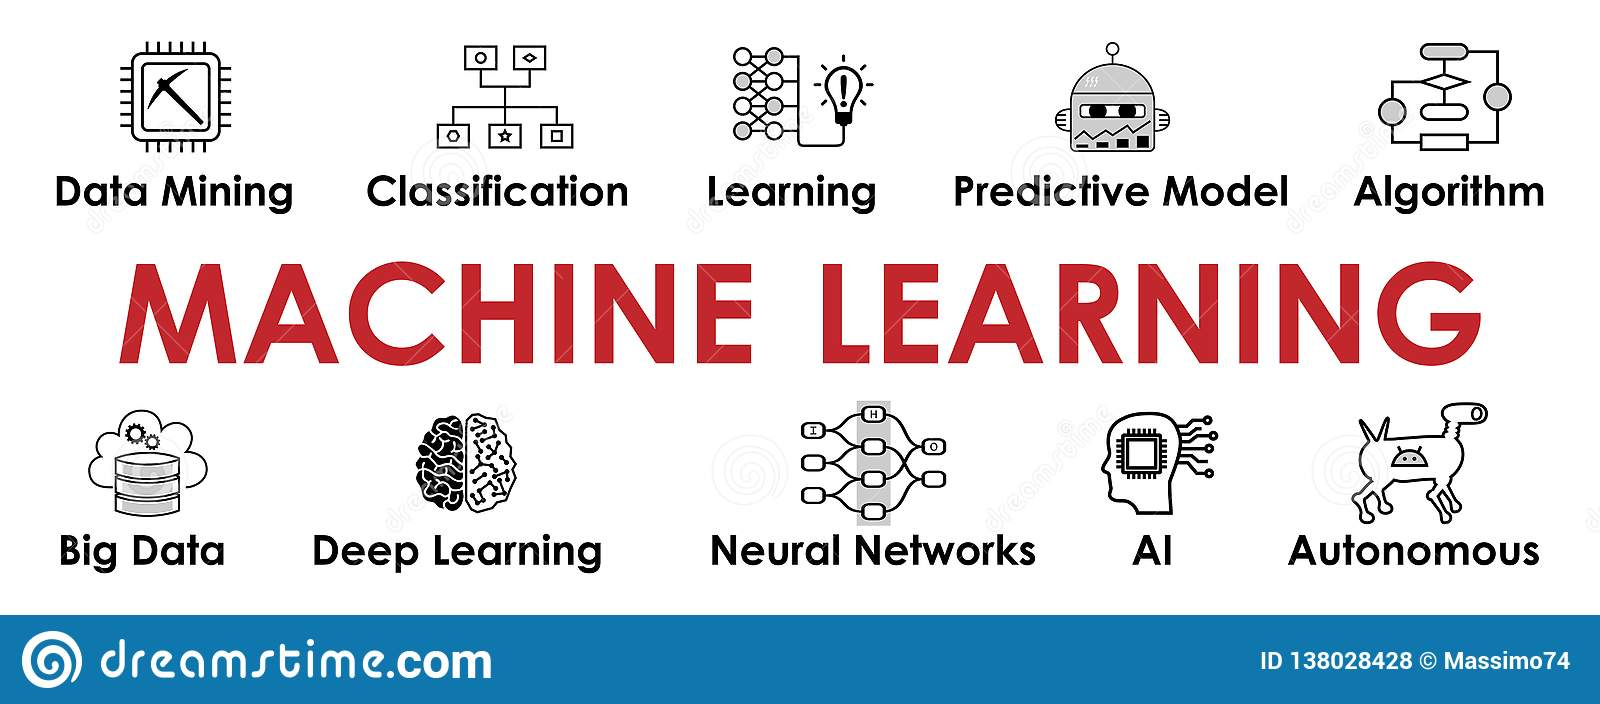 Data Mining Classification Learning Predictive Model Algorithm
MACHINE LEARNING
I H O
Big Data Deep Learning Neural Networks AI Autonomous
dreamstime.com ID 138028428 © Massimo74